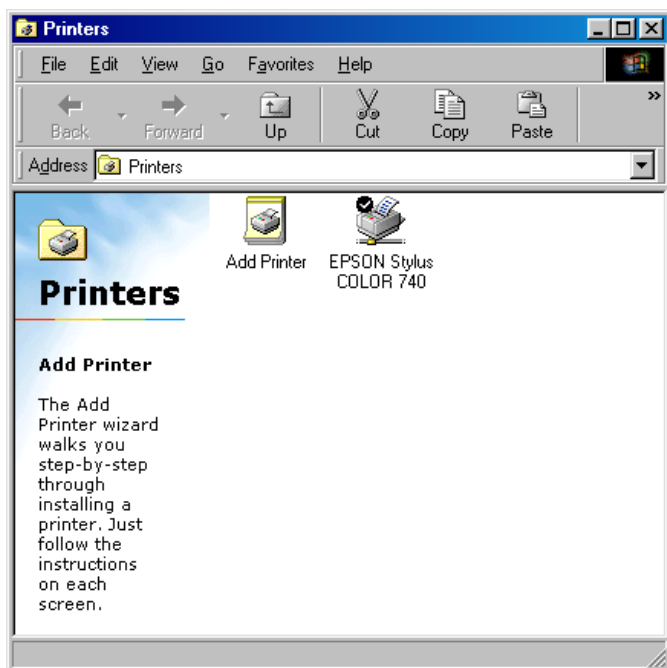 Printers
File Edit View Go Favorites Help
Back Forward Up Cut Copy Paste »
Address Printers
Printers
Add Printer
The Add
Printer wizard
walks you
step-by-step
through
installing a
printer. Just
follow the
instructions
on each
screen.
Add Printer
EPSON Stylus
COLOR 740